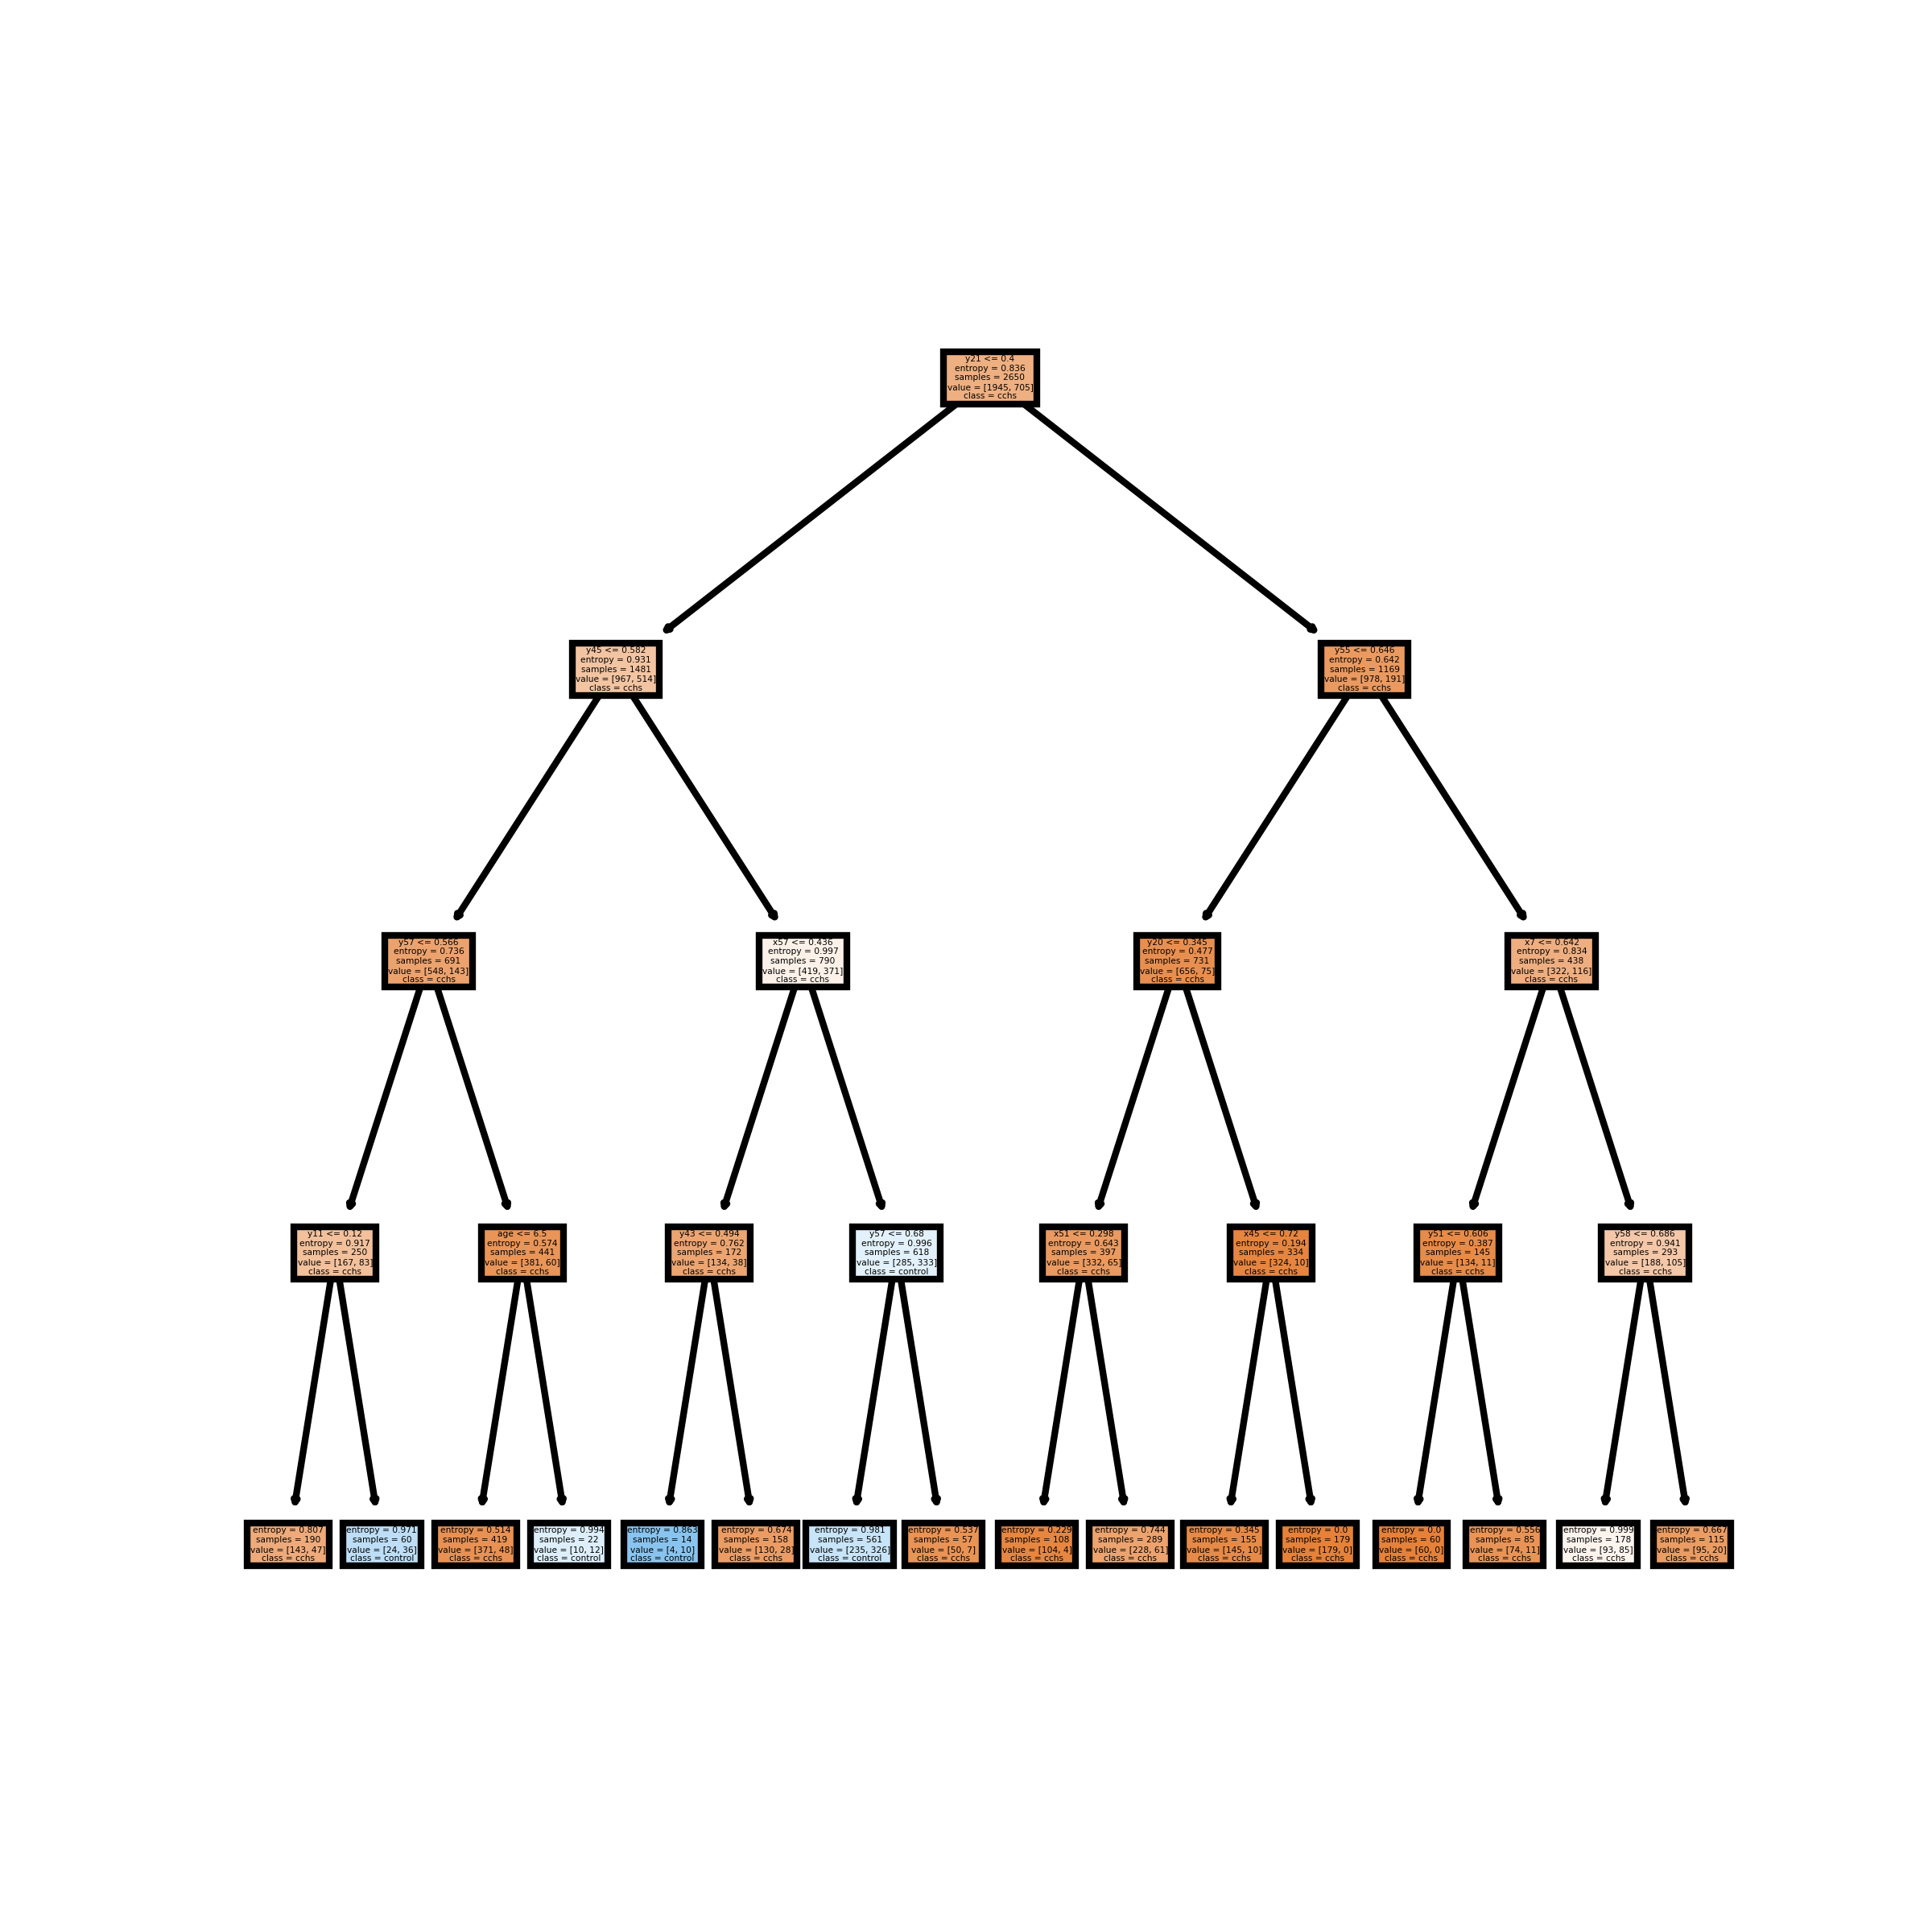 y21 <= 0.4
entropy = 0.836
samples = 2650
value = [1945, 705]
class = cchs
y45 <= 0.582
entropy = 0.931
samples = 1481
value = [967, 514]
class = cchs
y55 <= 0.646
entropy = 0.642
samples = 1169
value = [978, 191]
class = cchs
y57 <= 0.566
entropy = 0.736
samples = 691
value = [548, 143]
class = cchs
x57 <= 0.436
entropy = 0.997
samples = 790
value = [419, 371]
class = cchs
y20 <= 0.345
entropy = 0.477
samples = 731
value = [656, 75]
class = cchs
x7 <= 0.642
entropy = 0.834
samples = 438
value = [322, 116]
class = cchs
y11 <= 0.12
entropy = 0.917
samples = 250
value = [167, 83]
class = cchs
age <= 6.5
entropy = 0.574
samples = 441
value = [381, 60]
class = cchs
y43 <= 0.494
entropy = 0.762
samples = 172
value = [134, 38]
class = cchs
y57 <= 0.68
entropy = 0.996
samples = 618
value = [285, 333]
class = control
x51 <= 0.298
entropy = 0.643
samples = 397
value = [332, 65]
class = cchs
x45 <= 0.72
entropy = 0.194
samples = 334
value = [324, 10]
class = cchs
y51 <= 0.606
entropy = 0.387
samples = 145
value = [134, 11]
class = cchs
y58 <= 0.686
entropy = 0.941
samples = 293
value = [188, 105]
class = cchs
entropy = 0.807
samples = 190
value = [143, 47]
class = cchs
entropy = 0.971
samples = 60
value = [24, 36]
class = control
entropy = 0.514
samples = 419
value = [371, 48]
class = cchs
entropy = 0.994
samples = 22
value = [10, 12]
class = control
entropy = 0.863
samples = 14
value = [4, 10]
class = control
entropy = 0.674
samples = 158
value = [130, 28]
class = cchs
entropy = 0.981
samples = 561
value = [235, 326]
class = control
entropy = 0.537
samples = 57
value = [50, 7]
class = cchs
entropy = 0.229
samples = 108
value = [104, 4]
class = cchs
entropy = 0.744
samples = 289
value = [228, 61]
class = cchs
entropy = 0.345
samples = 155
value = [145, 10]
class = cchs
entropy = 0.0
samples = 179
value = [179, 0]
class = cchs
entropy = 0.0
samples = 60
value = [60, 0]
class = cchs
entropy = 0.556
samples = 85
value = [74, 11]
class = cchs
entropy = 0.999
samples = 178
value = [93, 85]
class = cchs
entropy = 0.667
samples = 115
value = [95, 20]
class = cchs